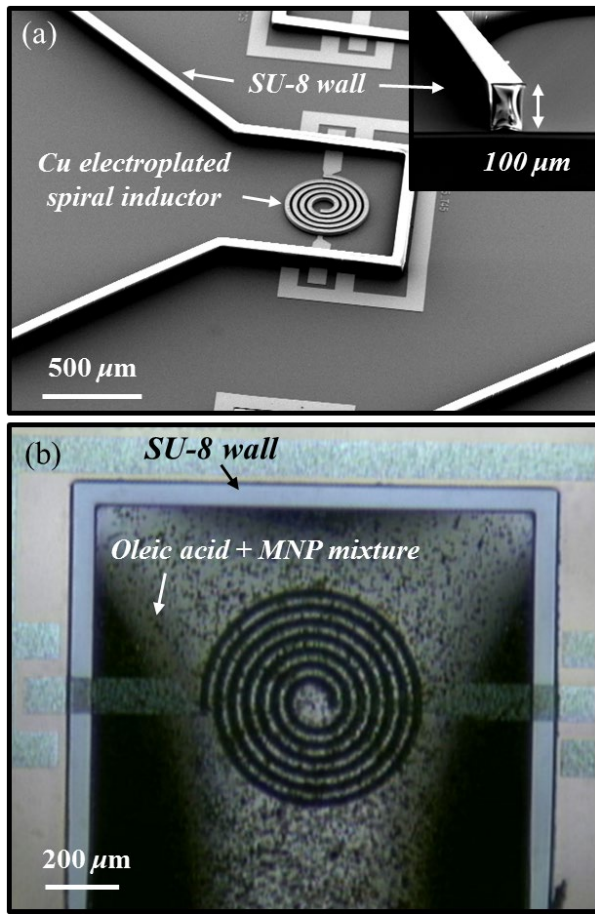 (a)
SU-8 wall
100 μm
Cu electroplated
spiral inductor
500 μm
(b)
SU-8 wall
Oleic acid + MNP mixture
200 μm